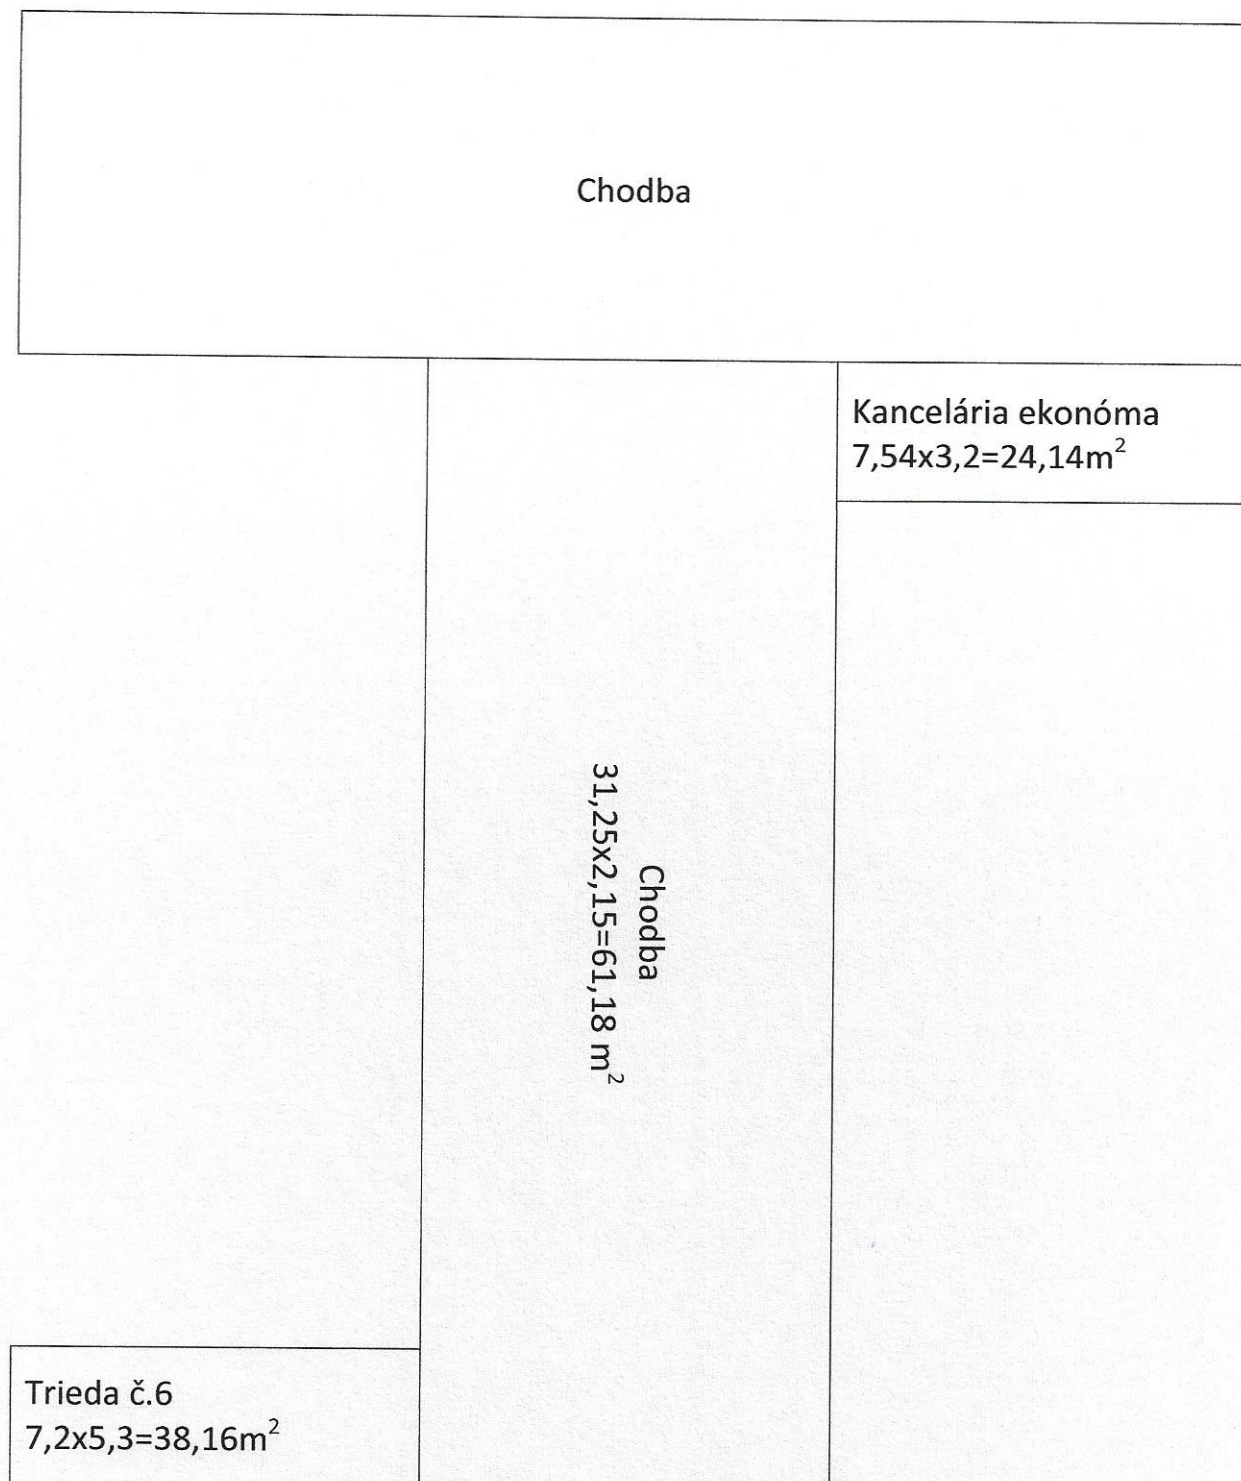 Chodba
Kancelária ekonóma
7,54x3,2=24,14m²
Chodba
31,25x2,15=61,18 m²
Trieda č.6
7,2x5,3=38,16m²